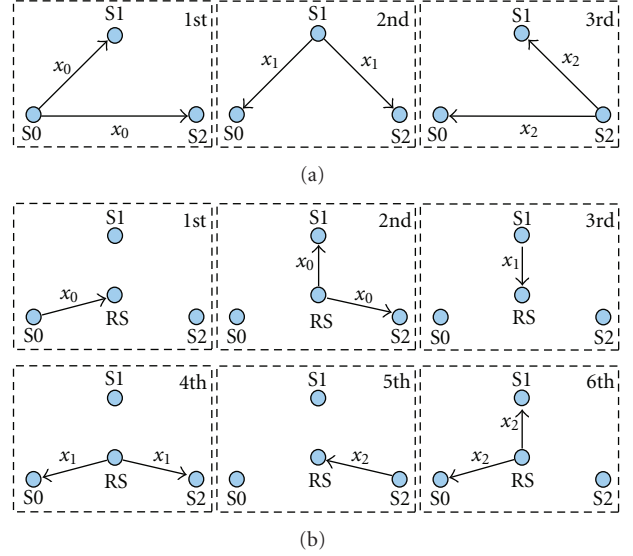 S1 1st
x0
S0 x0 S2
S1 2nd
x1 x1
S0 S2
S1 3rd
x2
S0 x2 S2
(a)
S1 1st
x0
S0 RS S2
S1 2nd
x0
x0
S0 RS S2
S1 3rd
x1
S0 RS S2
S1 4th
x1 x1
S0 RS S2
S1 5th
x2
S0 RS S2
S1 6th
x2
x2
S0 RS S2
(b)